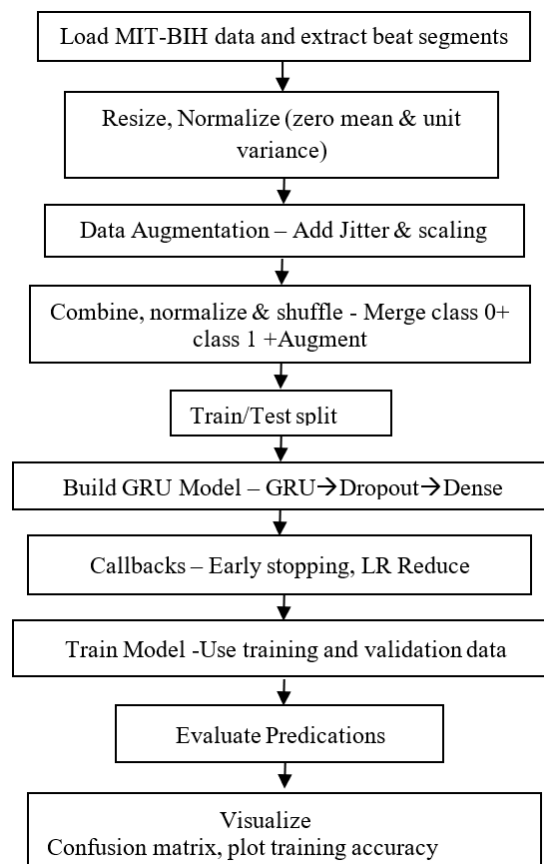 Load MIT-BIH data and extract beat segments
Resize, Normalize (zero mean & unit
variance)
Data Augmentation – Add Jitter & scaling
Combine, normalize & shuffle - Merge class 0+
class 1 +Augment
Train/Test split
Build GRU Model – GRU→Dropout→Dense
Callbacks – Early stopping, LR Reduce
Train Model -Use training and validation data
Evaluate Predications
Visualize
Confusion matrix, plot training accuracy